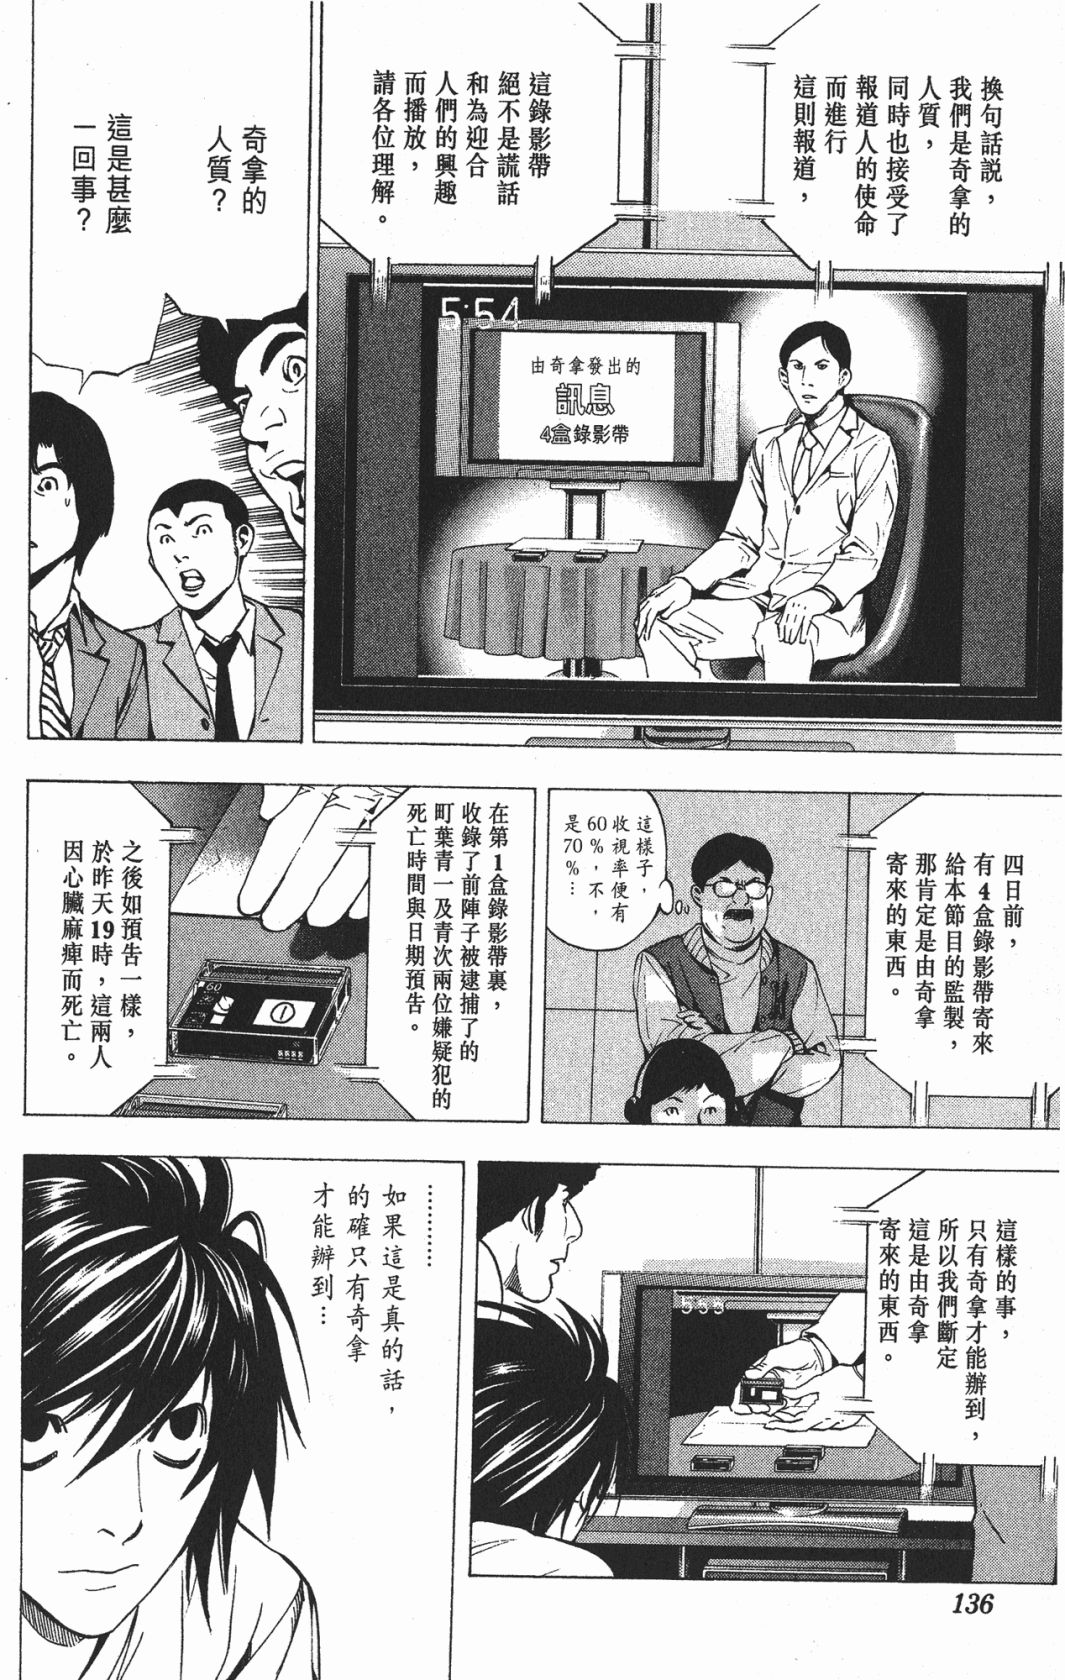 換句話説，
我們是奇拿的
人質，
同時也接受了
報道人的使命
而進行
這則報道，
這錄影帶
絕不是謊話
和為迎合
人們的興趣
而播放，
請各位理解。
5:54
由奇拿發出的
訊息
4盒錄影帶
奇拿的
人質？
這是甚麼
一回事？
四日前，
有4盒錄影帶寄來
給本節目的監製，
那肯定是由奇拿
寄來的東西。
這樣子，
收視率便有
60%，不，
是70%…
在第1盒錄影帶裏，
收錄了前陣子被逮捕了的
町葉青一及青次兩位嫌疑犯的
死亡時間與日期預告。
60
①
之後如預告一樣，
於昨天19時，這兩人
因心臟麻痺而死亡。
這樣的事，
只有奇拿才能辦到，
所以我們斷定
這是由奇拿
寄來的東西。
…………
如果這是真的話，
的確只有奇拿
才能辦到…
136